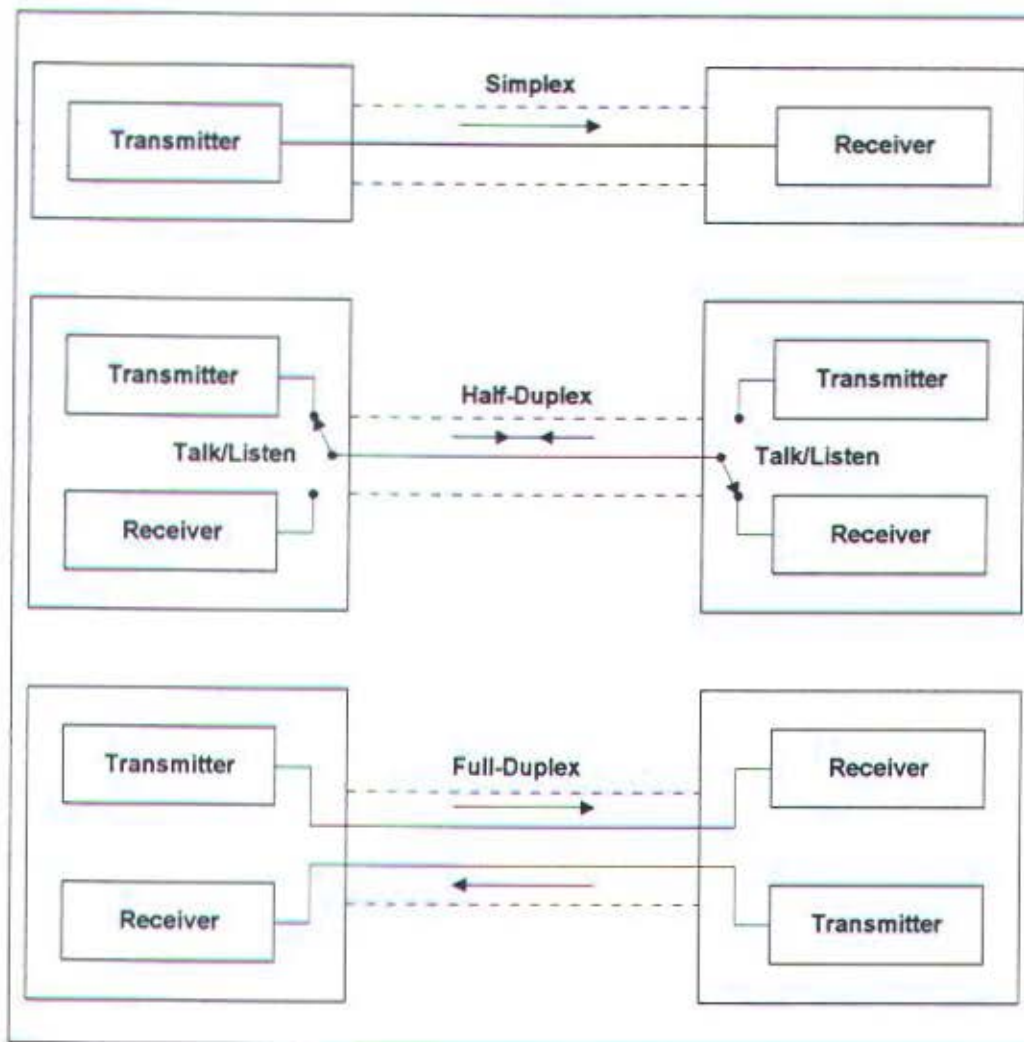 Simplex
Transmitter
Receiver
Transmitter
Half-Duplex
Transmitter
Talk/Listen
Talk/Listen
Receiver
Receiver
Transmitter
Full-Duplex
Receiver
Receiver
Transmitter